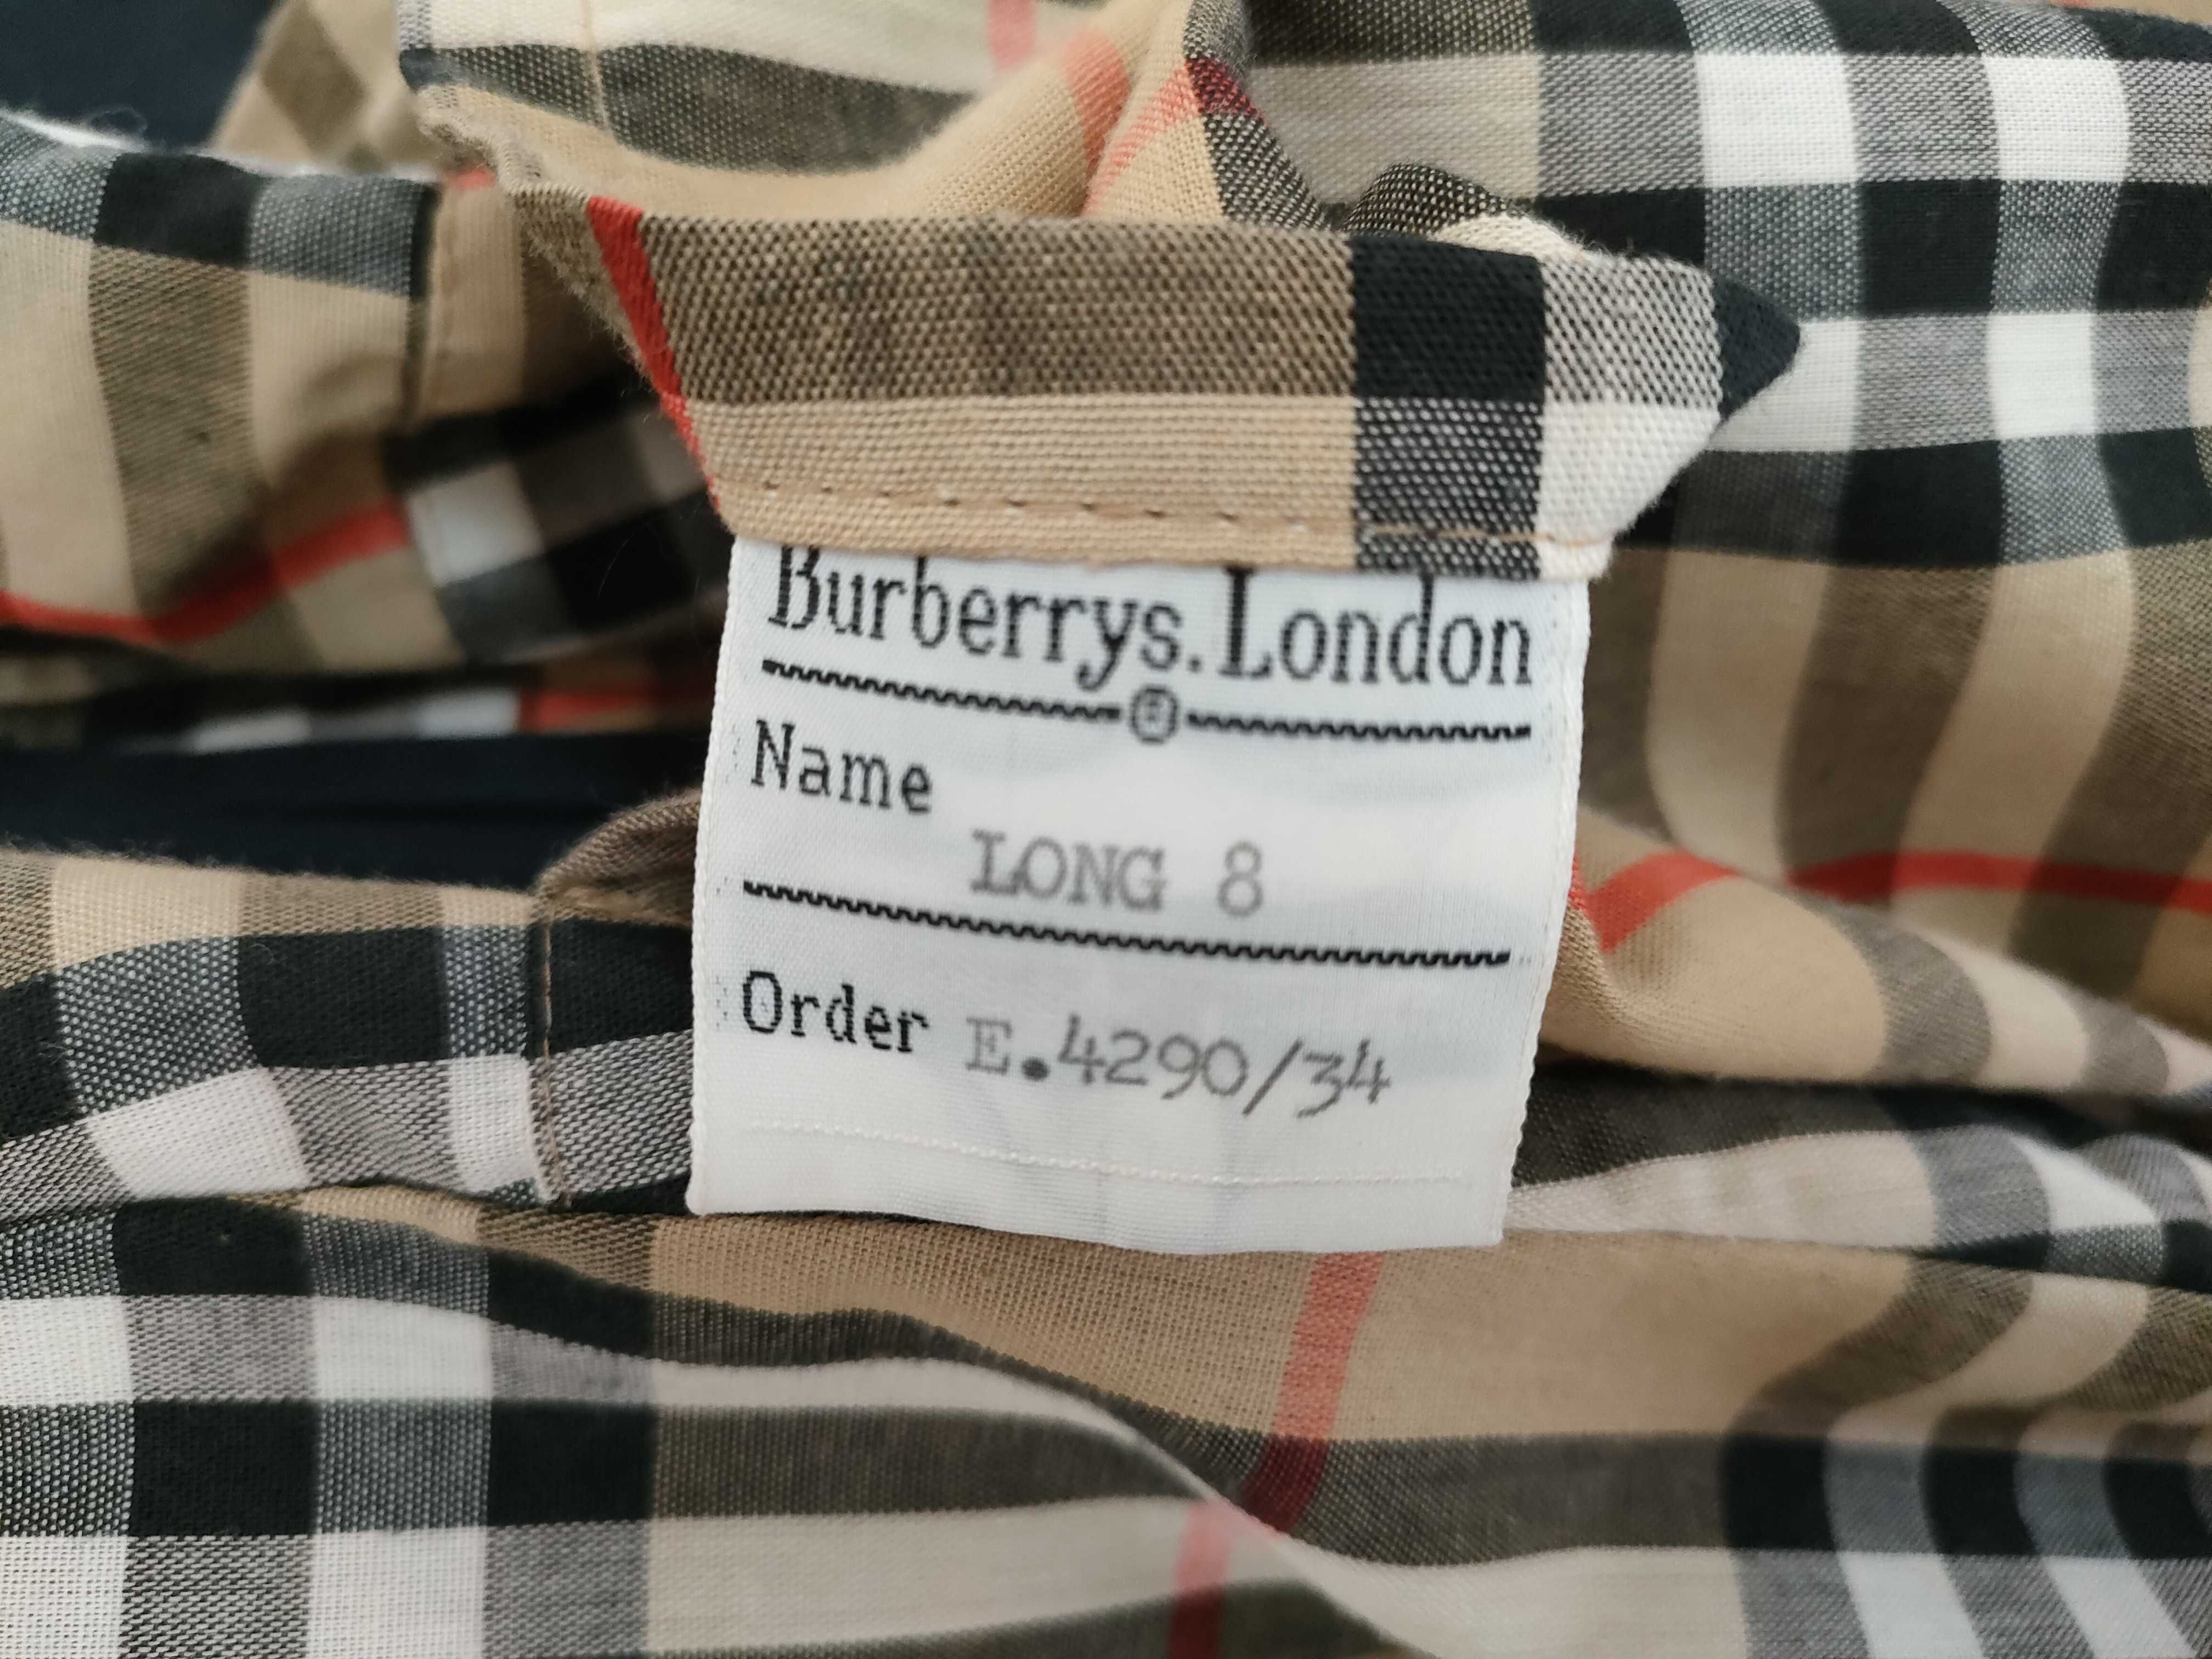 Burberrys.London
®
Name
LONG 8
Order E.4290/34